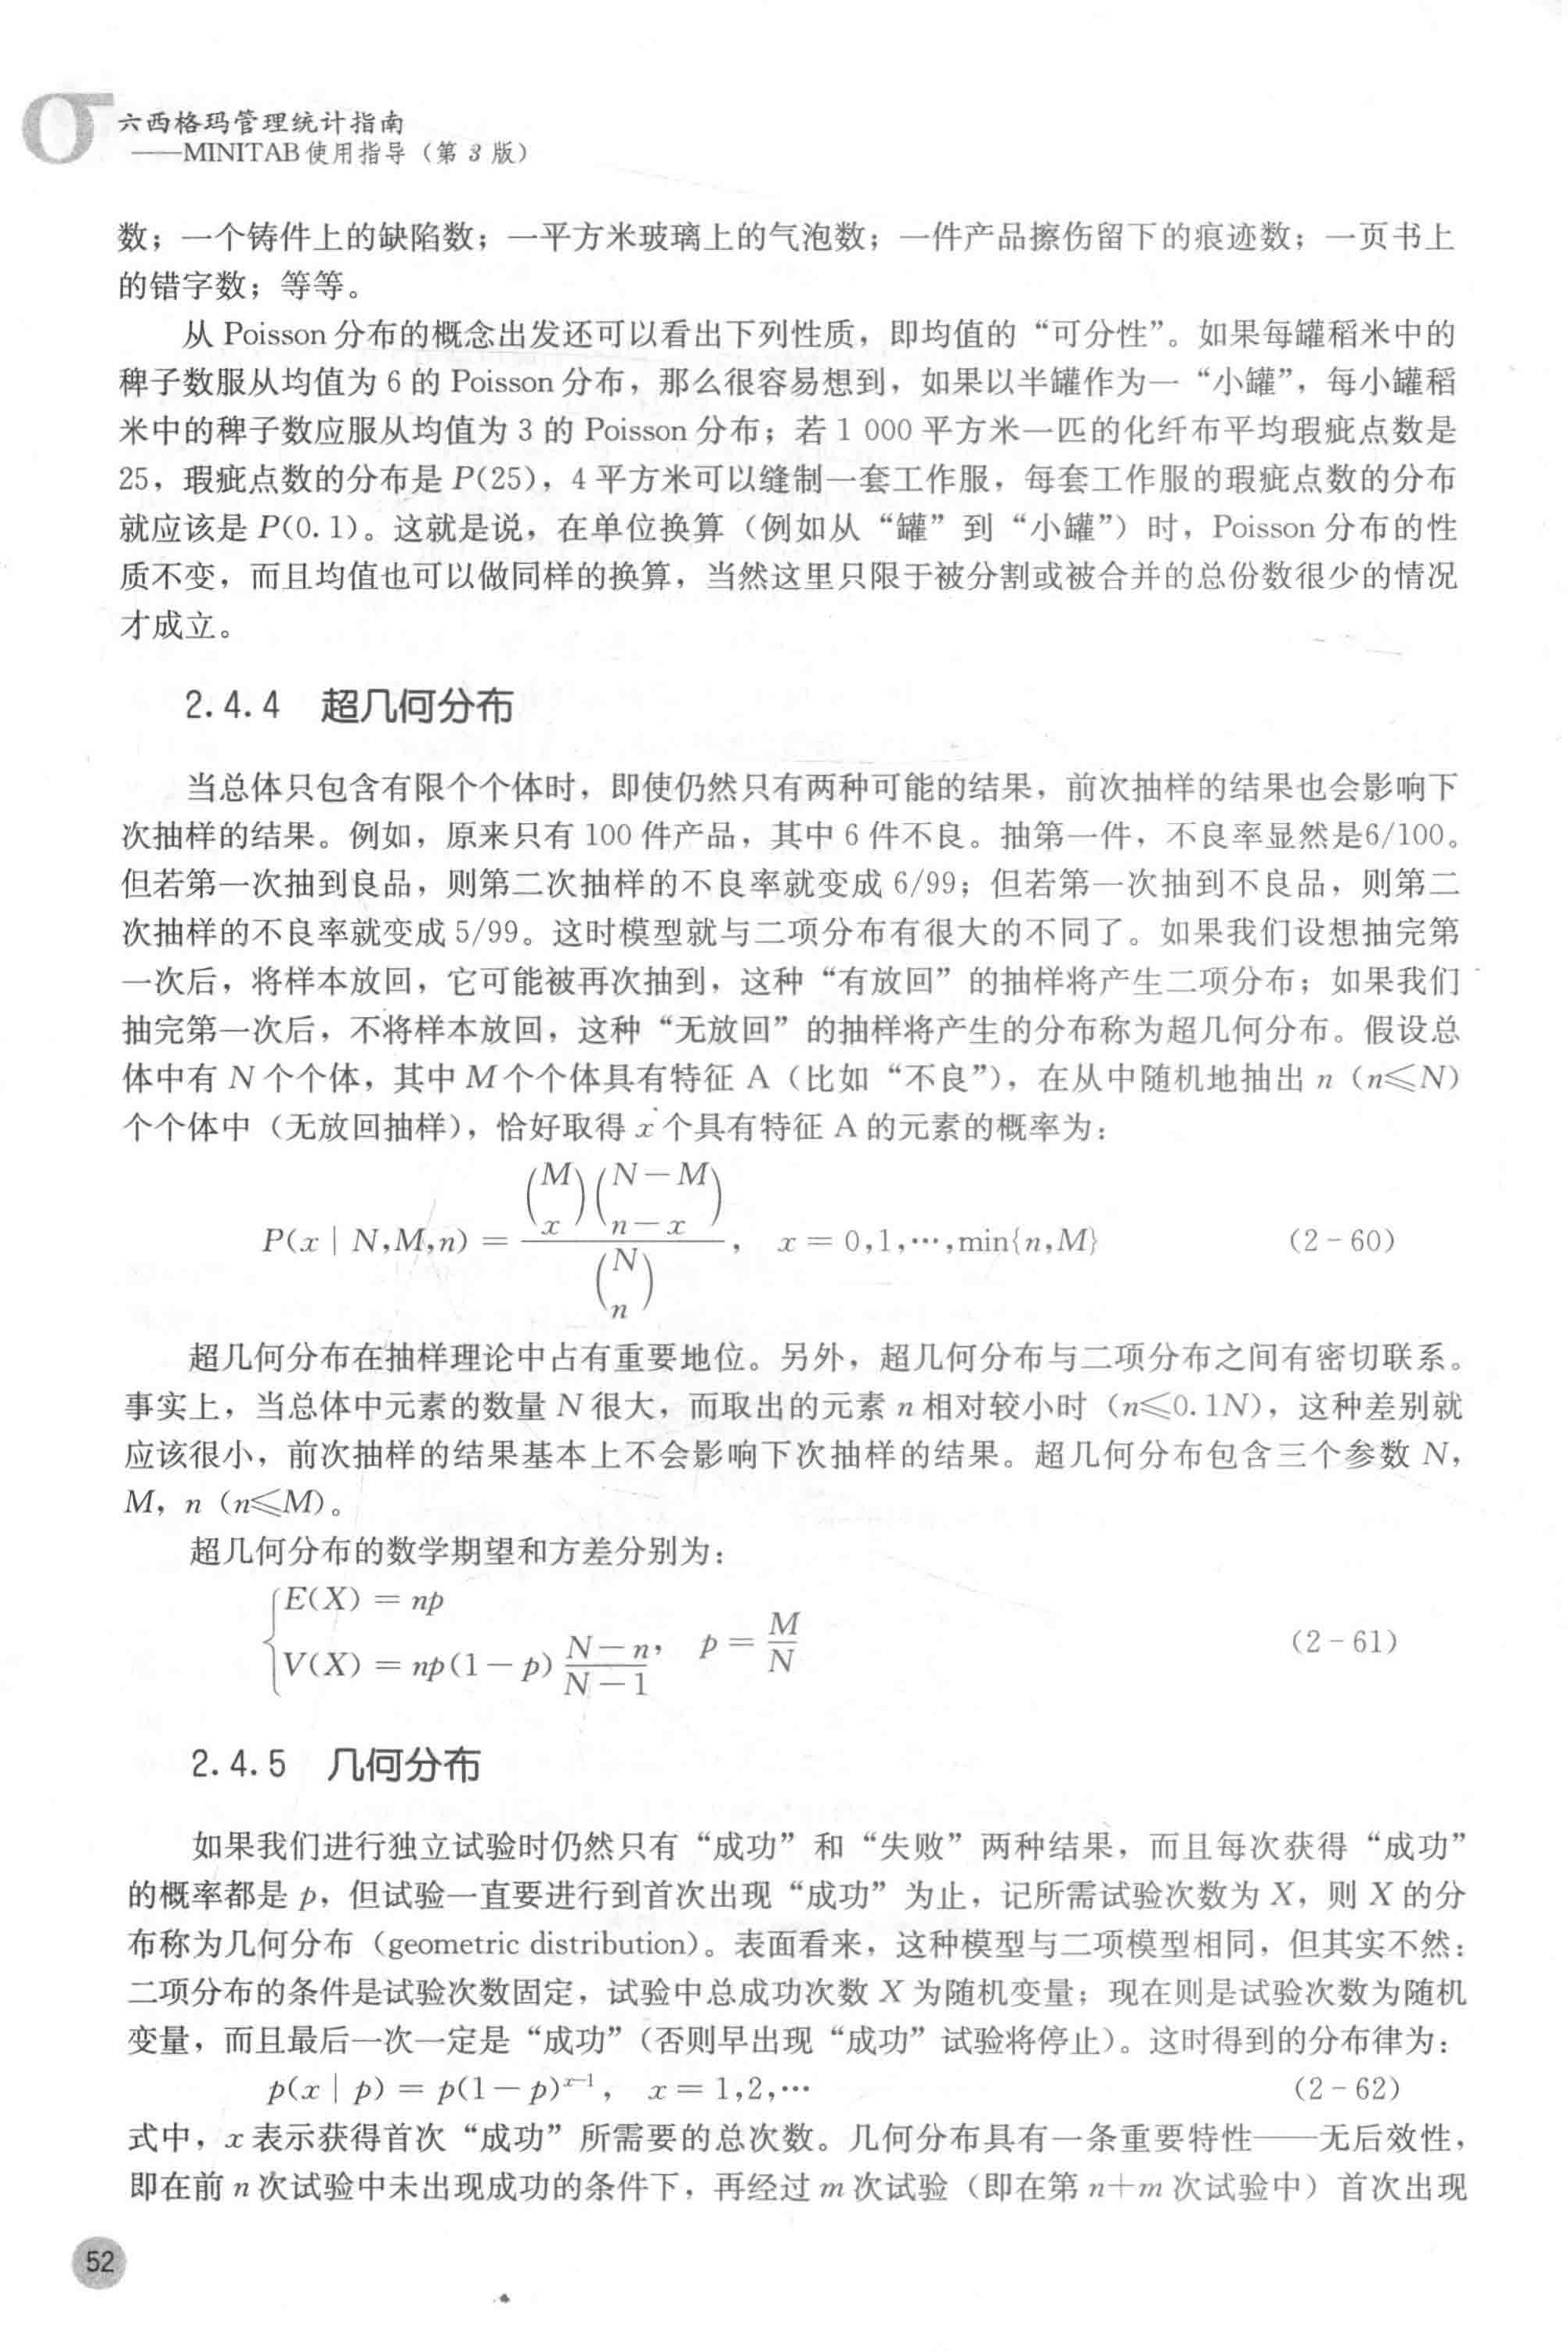 σ
六西格玛管理统计指南
——MINITAB使用指导（第3版）
数；一个铸件上的缺陷数；一平方米玻璃上的气泡数；一件产品擦伤留下的痕迹数；一页书上
的错字数；等等。
从 Poisson 分布的概念出发还可以看出下列性质，即均值的“可分性”。如果每罐稻米中的
稗子数服从均值为 6 的 Poisson 分布，那么很容易想到，如果以半罐作为一“小罐”，每小罐稻
米中的稗子数应服从均值为 3 的 Poisson 分布；若 1 000 平方米一匹的化纤布平均瑕疵点数是
25，瑕疵点数的分布是 P(25)，4 平方米可以缝制一套工作服，每套工作服的瑕疵点数的分布
就应该是 P(0.1)。这就是说，在单位换算（例如从“罐”到“小罐”）时，Poisson 分布的性
质不变，而且均值也可以做同样的换算，当然这里只限于被分割或被合并的总份数很少的情况
才成立。
2.4.4 超几何分布
当总体只包含有限个个体时，即使仍然只有两种可能的结果，前次抽样的结果也会影响下
次抽样的结果。例如，原来只有 100 件产品，其中 6 件不良。抽第一件，不良率显然是6/100。
但若第一次抽到良品，则第二次抽样的不良率就变成 6/99；但若第一次抽到不良品，则第二
次抽样的不良率就变成 5/99。这时模型就与二项分布有很大的不同了。如果我们设想抽完第
一次后，将样本放回，它可能被再次抽到，这种“有放回”的抽样将产生二项分布；如果我们
抽完第一次后，不将样本放回，这种“无放回”的抽样将产生的分布称为超几何分布。假设总
体中有 N 个个体，其中 M 个个体具有特征 A（比如“不良”），在从中随机地抽出 n（n≤N）
个个体中（无放回抽样），恰好取得 x 个具有特征 A 的元素的概率为：
P(x | N,M,n) = \frac{\binom{M}{x}\binom{N-M}{n-x}}{\binom{N}{n}}, x = 0,1,…,min{n,M} (2-60)
超几何分布在抽样理论中占有重要地位。另外，超几何分布与二项分布之间有密切联系。
事实上，当总体中元素的数量 N 很大，而取出的元素 n 相对较小时（n≤0.1N），这种差别就
应该很小，前次抽样的结果基本上不会影响下次抽样的结果。超几何分布包含三个参数 N，
M，n（n≤M）。
超几何分布的数学期望和方差分别为：
E(X) = np
V(X) = np(1-p)\frac{N-n}{N-1}, p = \frac{M}{N} (2-61)
2.4.5 几何分布
如果我们进行独立试验时仍然只有“成功”和“失败”两种结果，而且每次获得“成功”
的概率都是 p，但试验一直要进行到首次出现“成功”为止，记所需试验次数为 X，则 X 的分
布称为几何分布（geometric distribution）。表面看来，这种模型与二项模型相同，但其实不然：
二项分布的条件是试验次数固定，试验中总成功次数 X 为随机变量；现在则是试验次数为随机
变量，而且最后一次一定是“成功”（否则早出现“成功”试验将停止）。这时得到的分布律为：
p(x | p) = p(1-p)^{x-1}, x = 1,2,… (2-62)
式中，x 表示获得首次“成功”所需要的总次数。几何分布具有一条重要特性——无后效性，
即在前 n 次试验中未出现成功的条件下，再经过 m 次试验（即在第 n+m 次试验中）首次出现
52